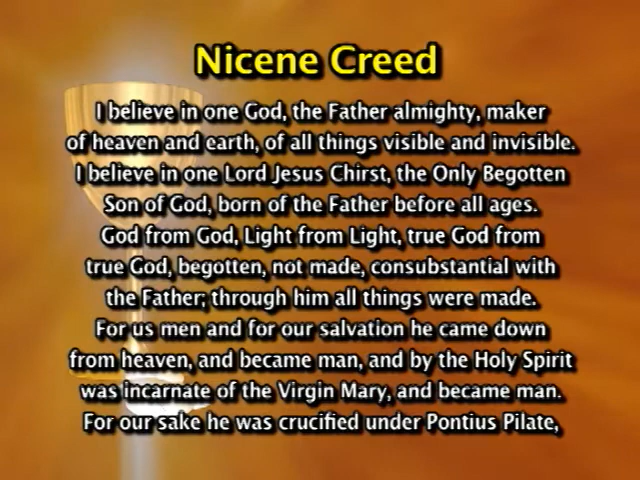 Nicene Creed
I believe in one God, the Father almighty, maker
of heaven and earth, of all things visible and invisible.
I believe in one Lord Jesus Chirst, the Only Begotten
Son of God, born of the Father before all ages.
God from God, Light from Light, true God from
true God, begotten, not made, consubstantial with
the Father; through him all things were made.
For us men and for our salvation he came down
from heaven, and became man, and by the Holy Spirit
was incarnate of the Virgin Mary, and became man.
For our sake he was crucified under Pontius Pilate,